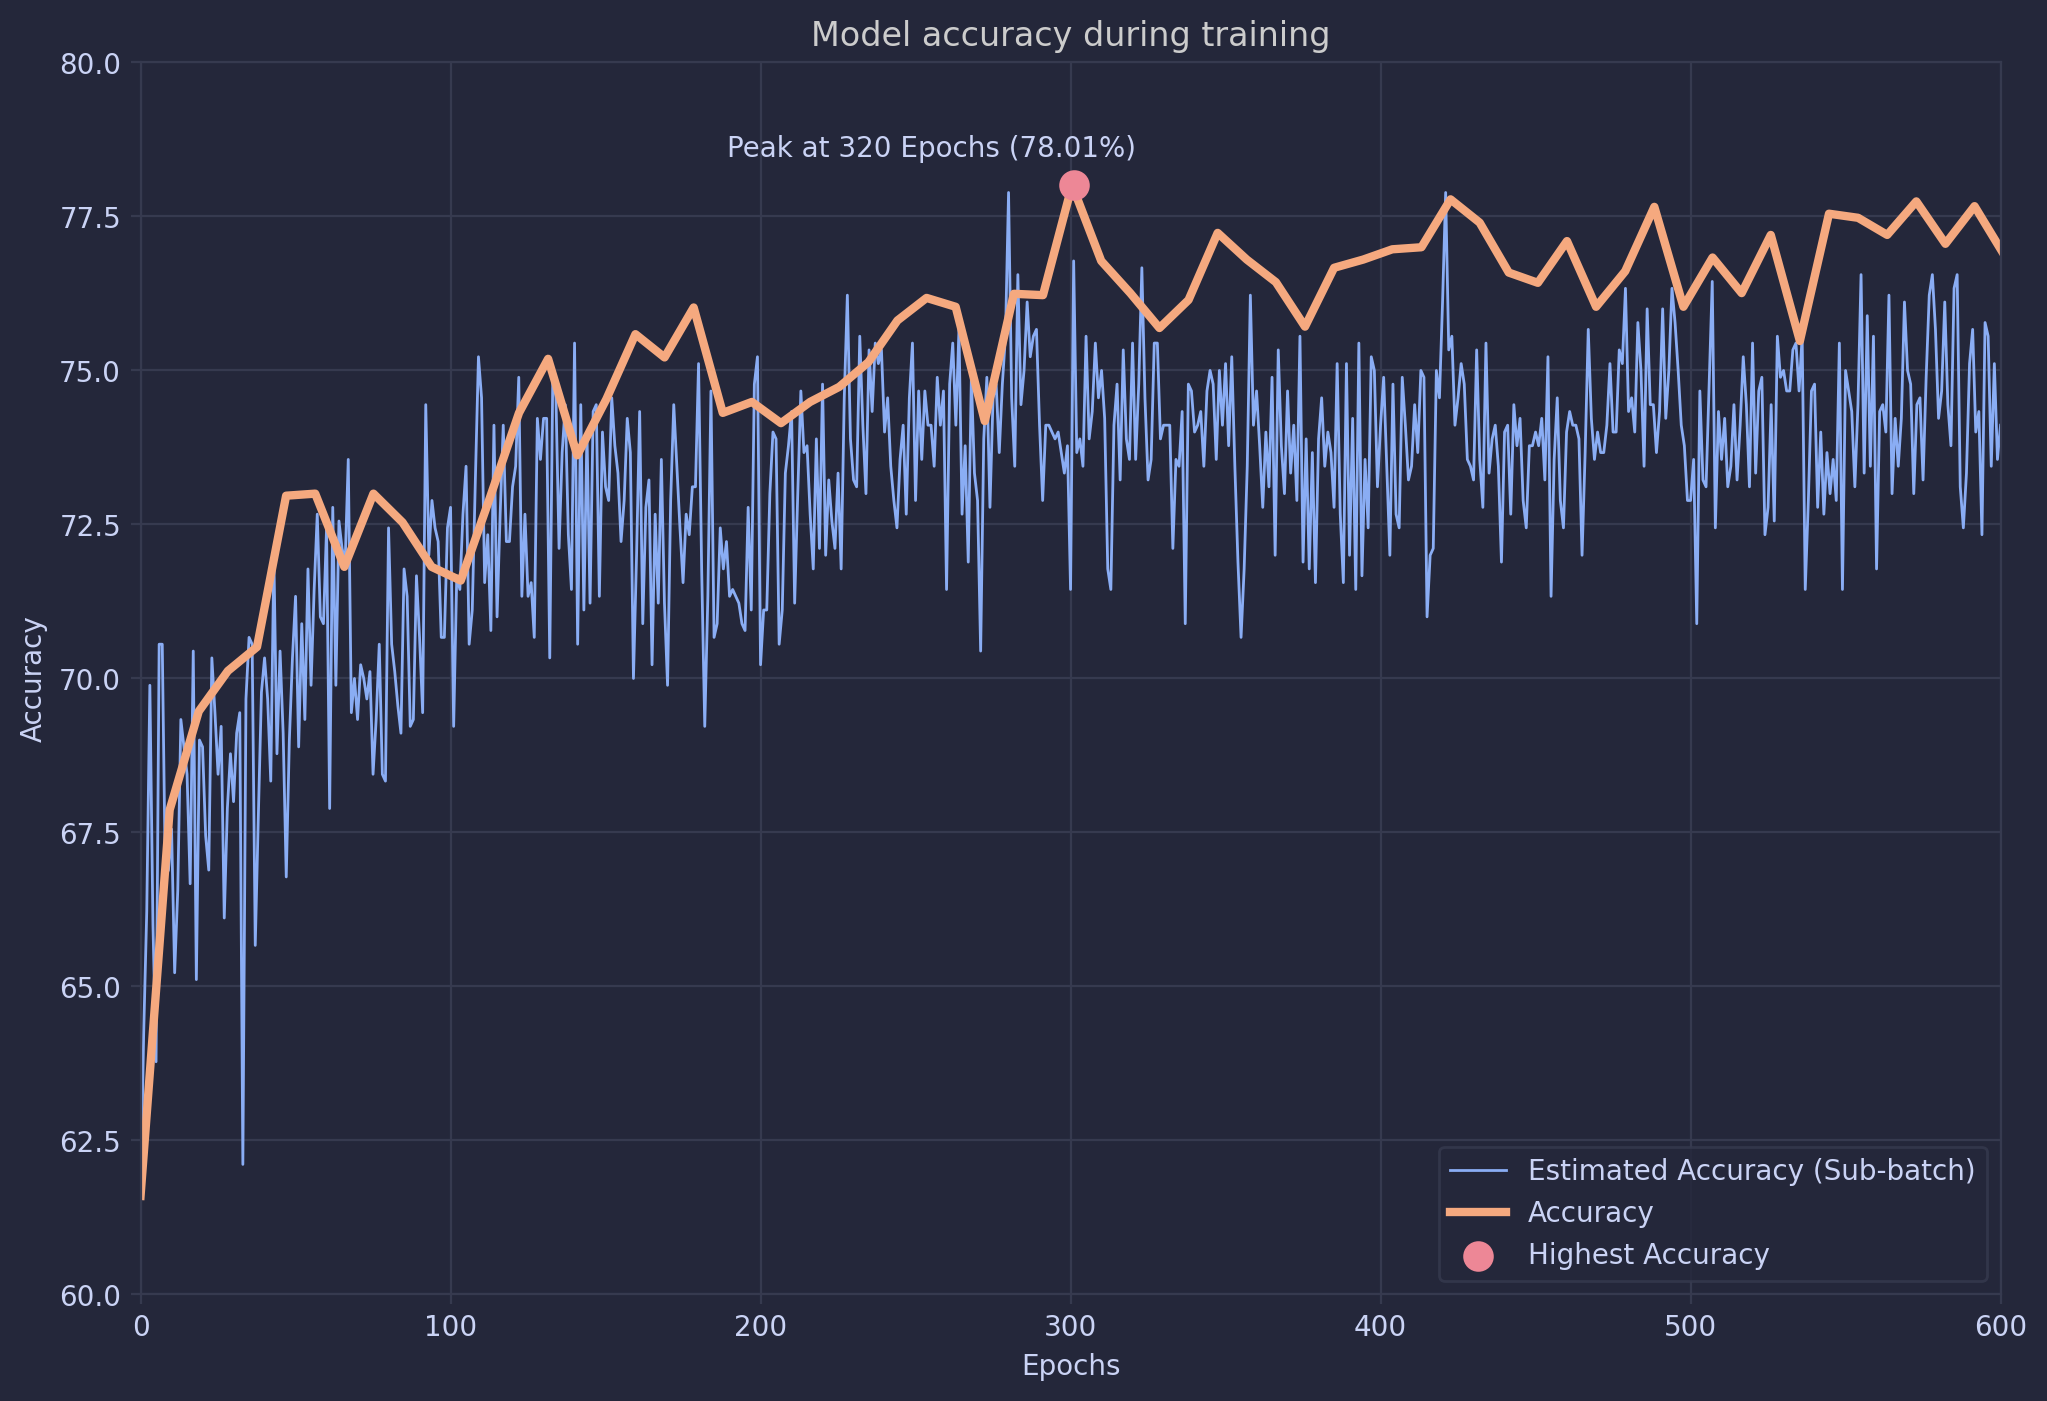 Model accuracy during training
80.0
77.5
75.0
72.5
70.0
67.5
65.0
62.5
60.0
Accuracy
Peak at 320 Epochs (78.01%)
Estimated Accuracy (Sub-batch)
Accuracy
Highest Accuracy
0 100 200 300 400 500 600
Epochs